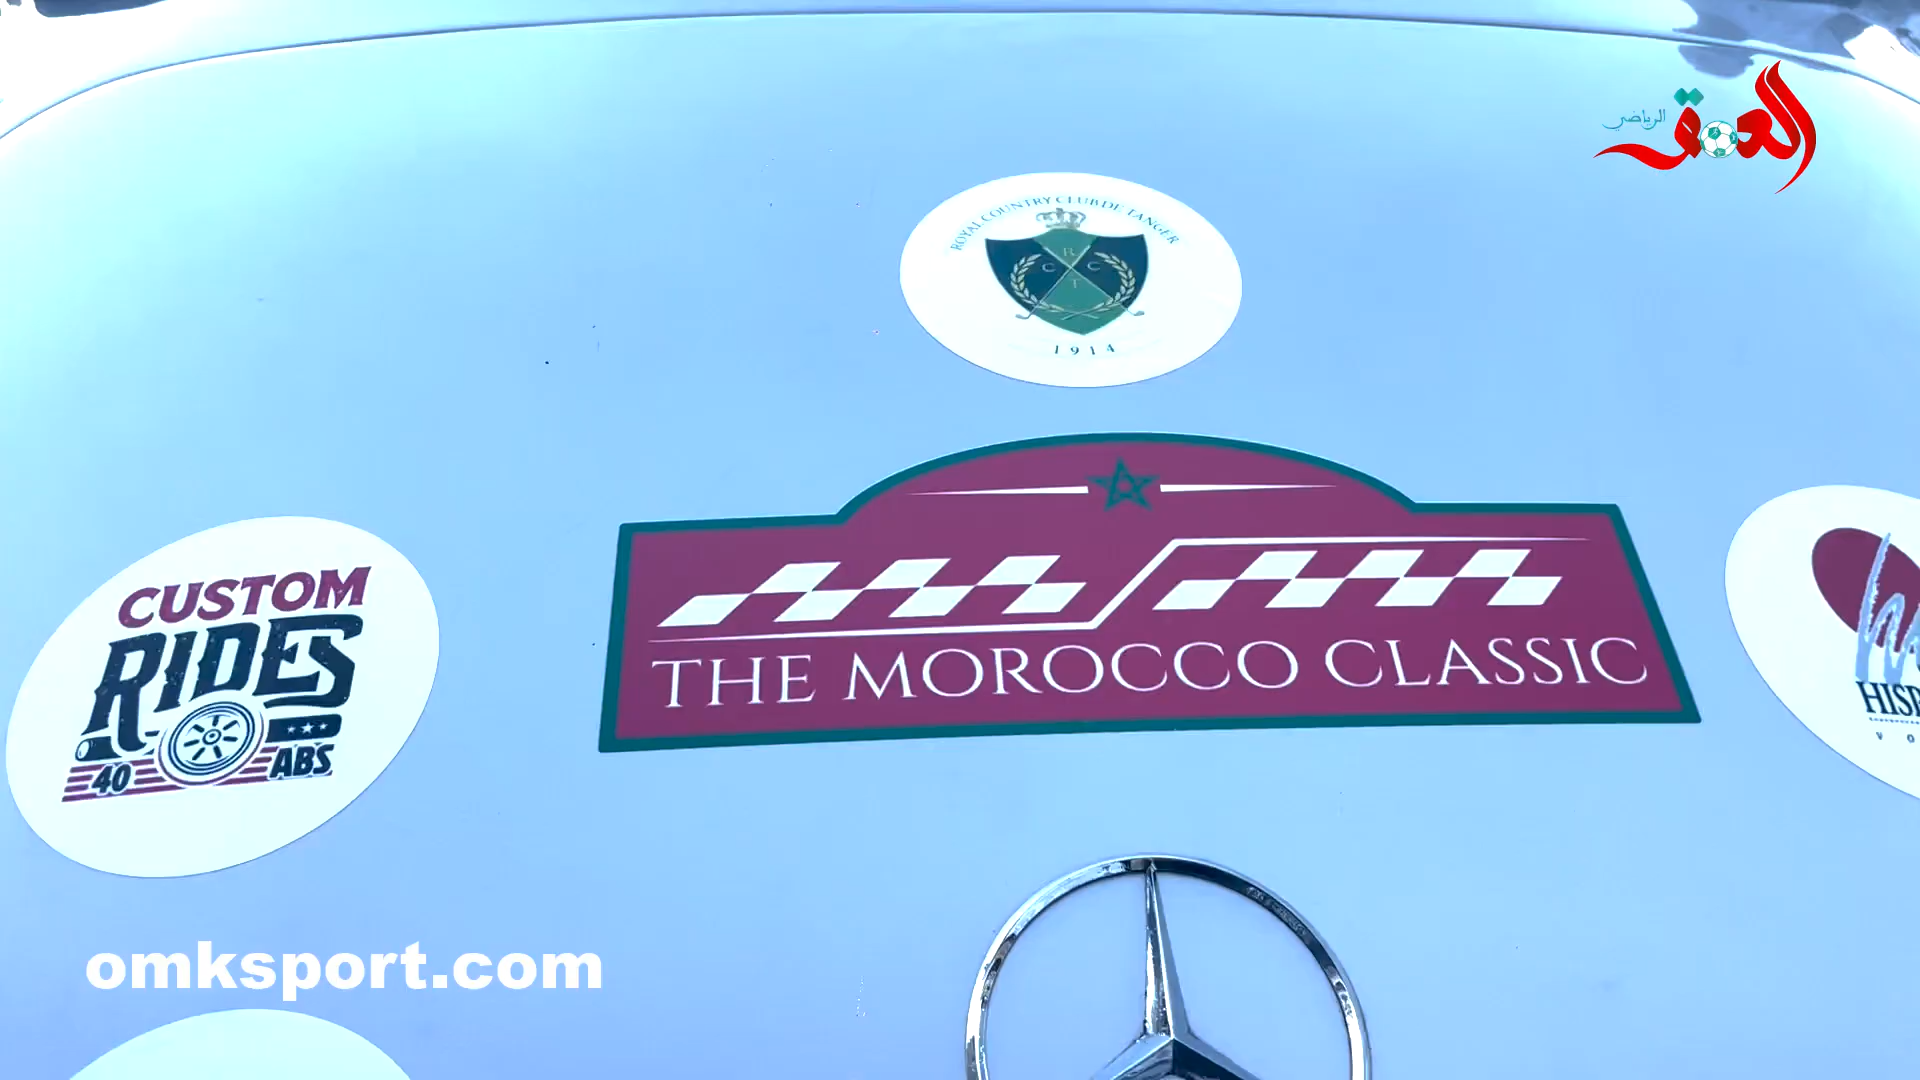 العمق
الرياضي
ROYAL COUNTRY CLUB DE TANGER
R
C C
T
1914
THE MOROCCO CLASSIC
CUSTOM
RIDES
40 ABS
omksport.com